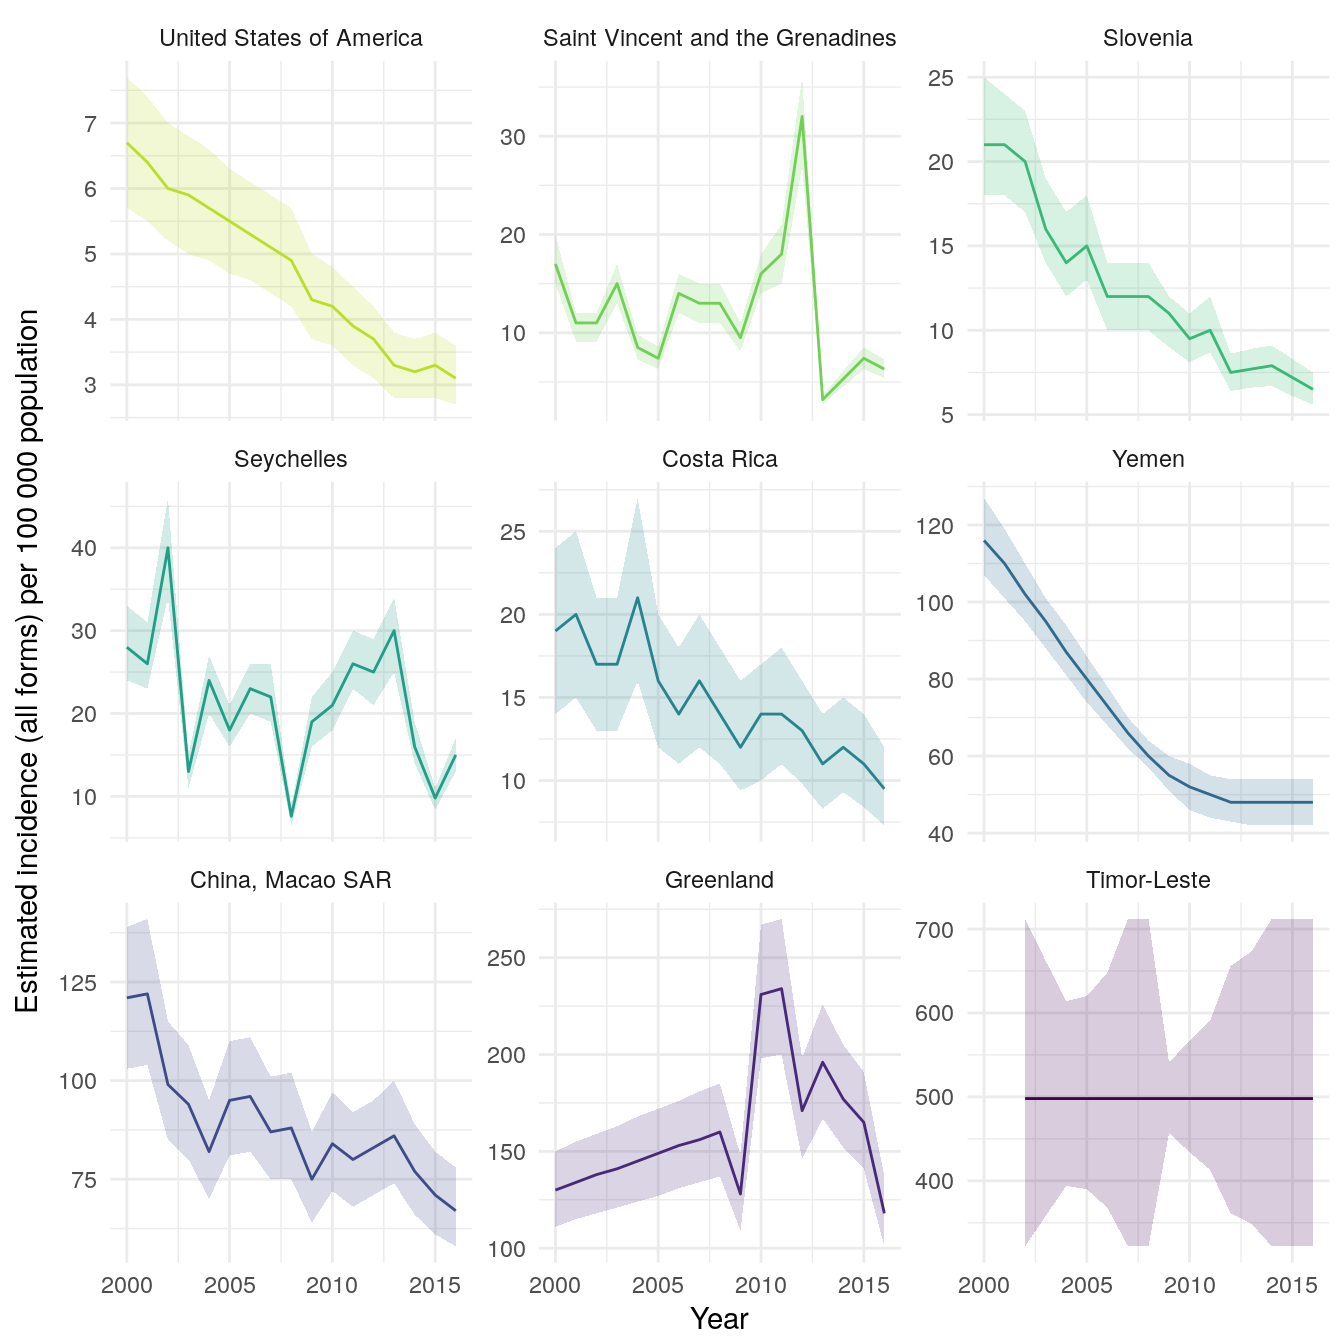 United States of America
Saint Vincent and the Grenadines
Slovenia
7
6
5
4
3
30
20
10
25
20
15
10
5
Seychelles
Costa Rica
Yemen
40
30
20
10
25
20
15
10
120
100
80
60
40
China, Macao SAR
Greenland
Timor-Leste
125
100
75
250
200
150
100
700
600
500
400
2000 2005 2010 2015
2000 2005 2010 2015
2000 2005 2010 2015
Year
Estimated incidence (all forms) per 100 000 population